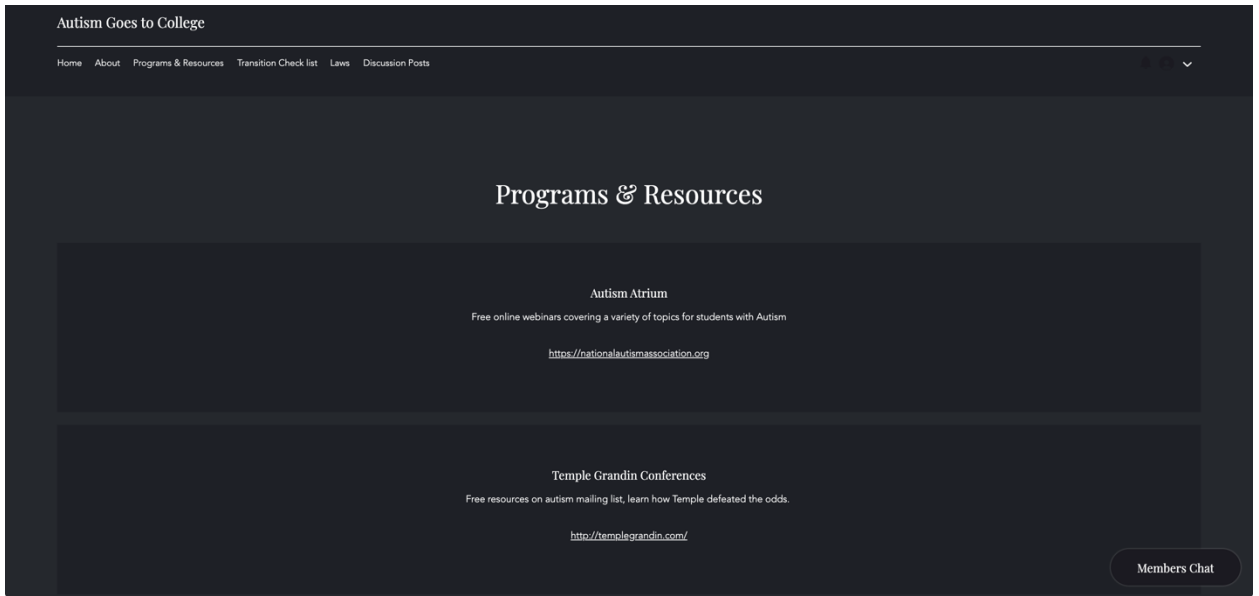 Autism Goes to College
Home About Programs & Resources Transition Check list Laws Discussion Posts
Programs & Resources
Autism Atrium
Free online webinars covering a variety of topics for students with Autism
https://nationalautismassociation.org
Temple Grandin Conferences
Free resources on autism mailing list, learn how Temple defeated the odds.
http://templegrandin.com/
Members Chat